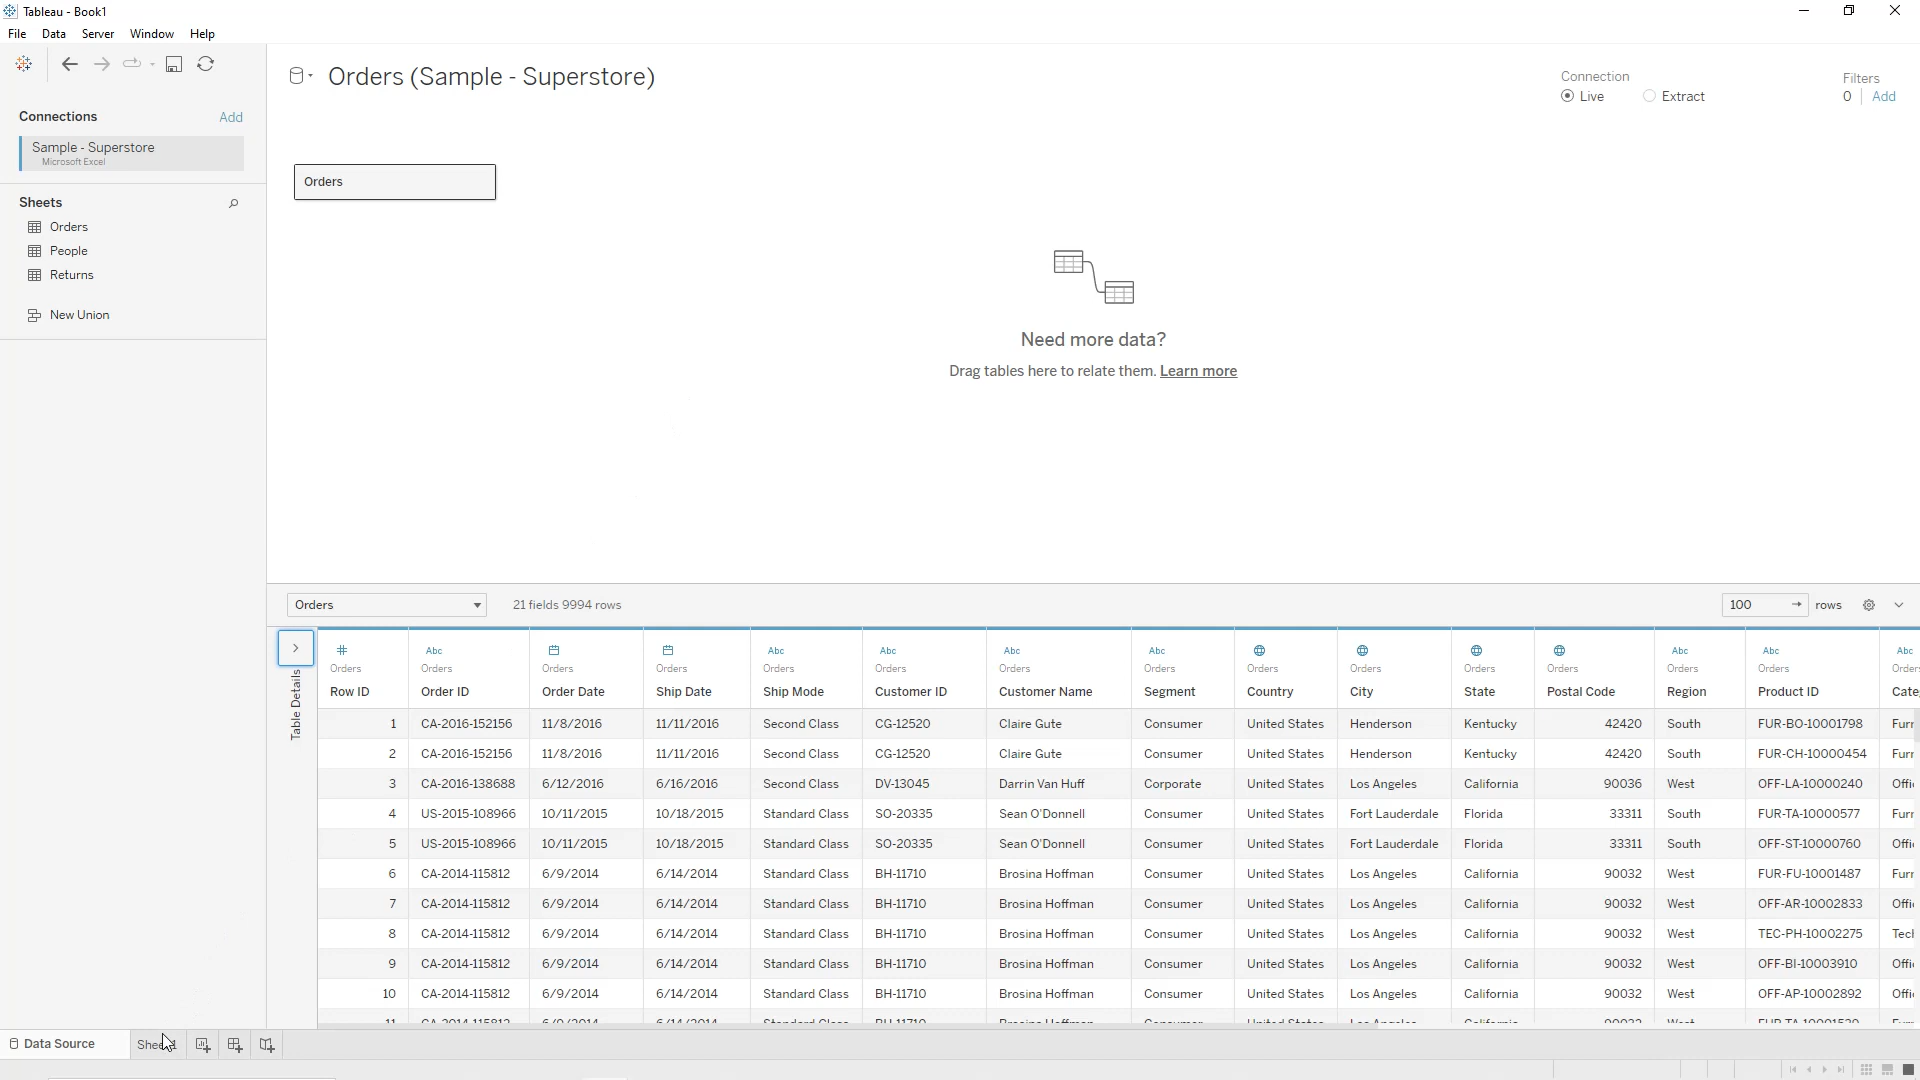 Tableau - Book1
File Data Server Window Help
Connections Add
Sample - Superstore
Microsoft Excel
Sheets
Orders
People
Returns
New Union
Orders (Sample - Superstore)
Connection
Live Extract
Filters
0 Add
Orders
Need more data?
Drag tables here to relate them. Learn more
Orders 21 fields 9994 rows 100 rows
Table Details
# Abc Abc Abc Abc Abc Abc Abc Abc
Orders Orders Orders Orders Orders Orders Orders Orders Orders Orders Orders Orders Orders Orders
Row ID Order ID Order Date Ship Date Ship Mode Customer ID Customer Name Segment Country City State Postal Code Region Product ID
1 CA-2016-152156 11/8/2016 11/11/2016 Second Class CG-12520 Claire Gute Consumer United States Henderson Kentucky 42420 South FUR-BO-10001798
2 CA-2016-152156 11/8/2016 11/11/2016 Second Class CG-12520 Claire Gute Consumer United States Henderson Kentucky 42420 South FUR-CH-10000454
3 CA-2016-138688 6/12/2016 6/16/2016 Second Class DV-13045 Darrin Van Huff Corporate United States Los Angeles California 90036 West OFF-LA-10000240
4 US-2015-108966 10/11/2015 10/18/2015 Standard Class SO-20335 Sean O'Donnell Consumer United States Fort Lauderdale Florida 33311 South FUR-TA-10000577
5 US-2015-108966 10/11/2015 10/18/2015 Standard Class SO-20335 Sean O'Donnell Consumer United States Fort Lauderdale Florida 33311 South OFF-ST-10000760
6 CA-2014-115812 6/9/2014 6/14/2014 Standard Class BH-11710 Brosina Hoffman Consumer United States Los Angeles California 90032 West FUR-FU-10001487
7 CA-2014-115812 6/9/2014 6/14/2014 Standard Class BH-11710 Brosina Hoffman Consumer United States Los Angeles California 90032 West OFF-AR-10002833
8 CA-2014-115812 6/9/2014 6/14/2014 Standard Class BH-11710 Brosina Hoffman Consumer United States Los Angeles California 90032 West TEC-PH-10002275
9 CA-2014-115812 6/9/2014 6/14/2014 Standard Class BH-11710 Brosina Hoffman Consumer United States Los Angeles California 90032 West OFF-BI-10003910
10 CA-2014-115812 6/9/2014 6/14/2014 Standard Class BH-11710 Brosina Hoffman Consumer United States Los Angeles California 90032 West OFF-AP-10002892
Data Source